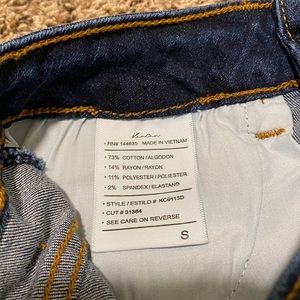 KanCan
• RN# 144635 MADE IN VIETNAM
• 73% COTTON / ALGODON
• 14% RAYON / RAYON
• 11% POLYESTER / POLIESTER
• 2% SPANDEX / ELASTANO
• STYLE / ESTILO # KC9113D
• CUT # 31364
• SEE CARE ON REVERSE
S